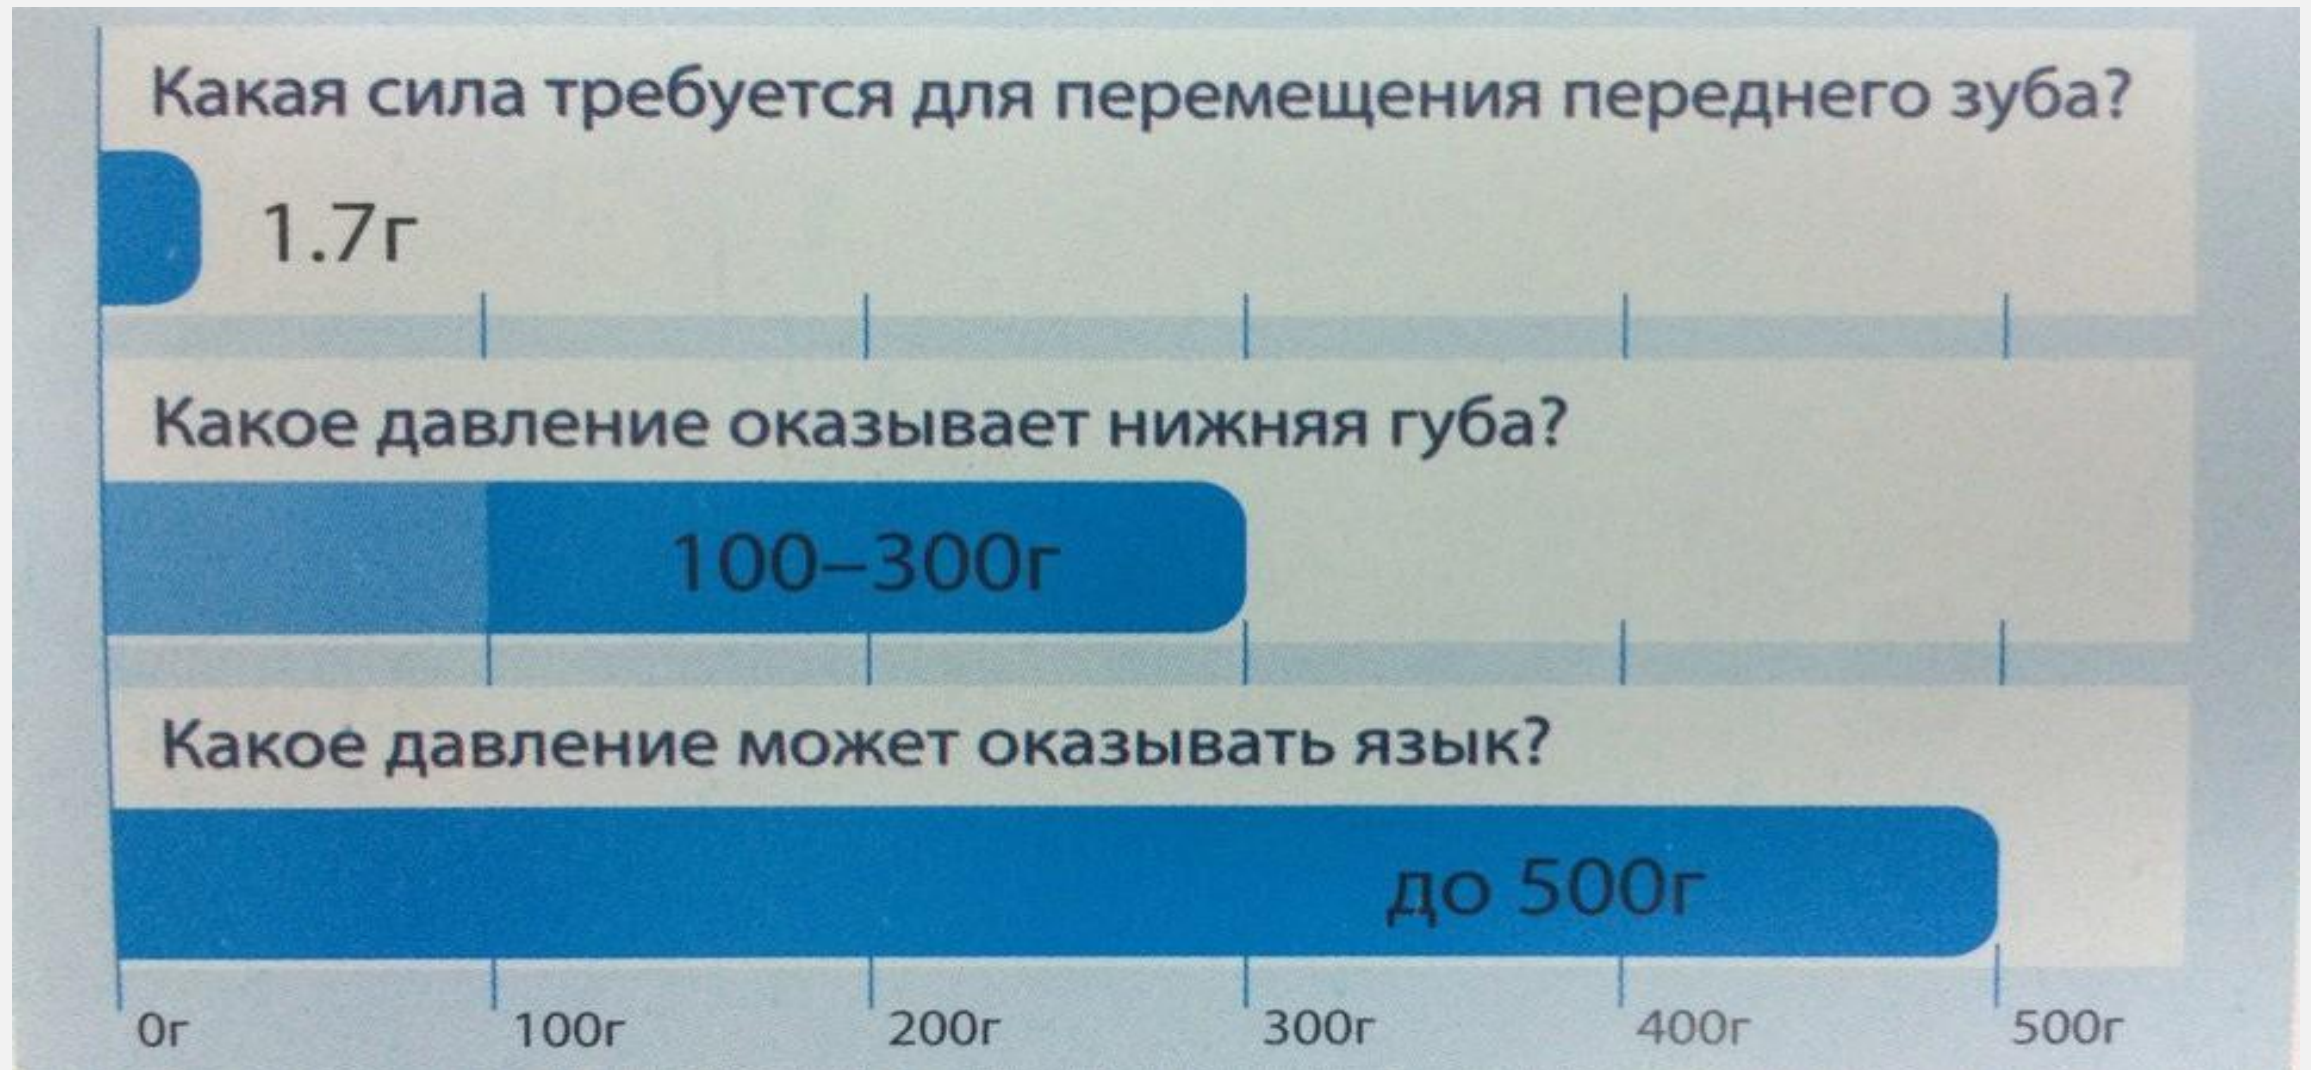 Какая сила требуется для перемещения переднего зуба?
1.7г
Какое давление оказывает нижняя губа?
100–300г
Какое давление может оказывать язык?
до 500г
0г 100г 200г 300г 400г 500г